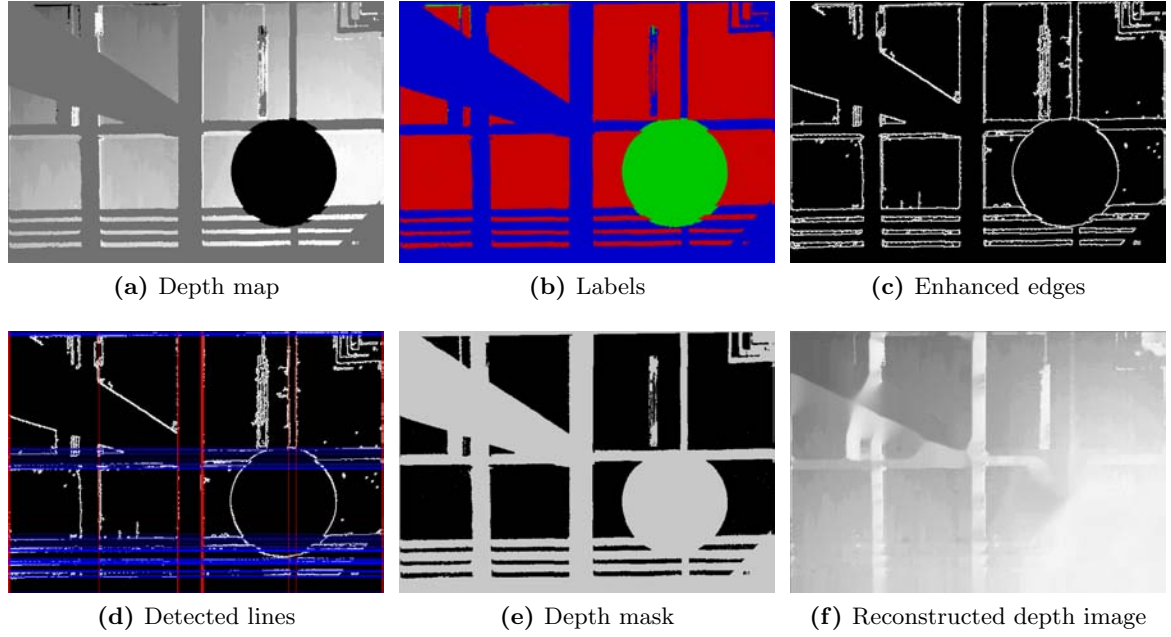 (a) Depth map
(b) Labels
(c) Enhanced edges
(d) Detected lines
(e) Depth mask
(f) Reconstructed depth image